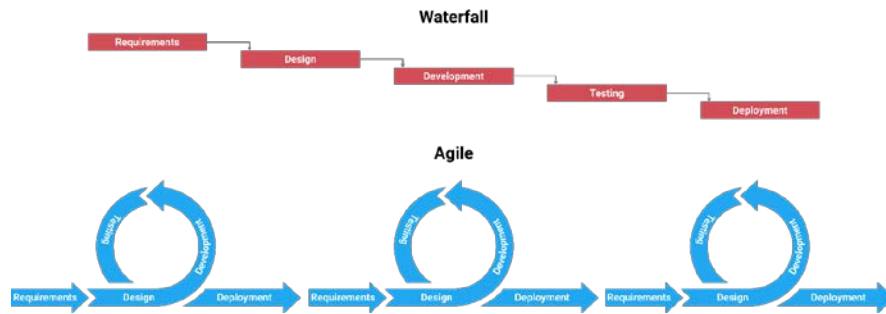 Waterfall
Requirements
Design
Development
Testing
Deployment
Agile
Testing
Development
Requirements
Design
Deployment
Testing
Development
Requirements
Design
Deployment
Testing
Development
Requirements
Design
Deployment